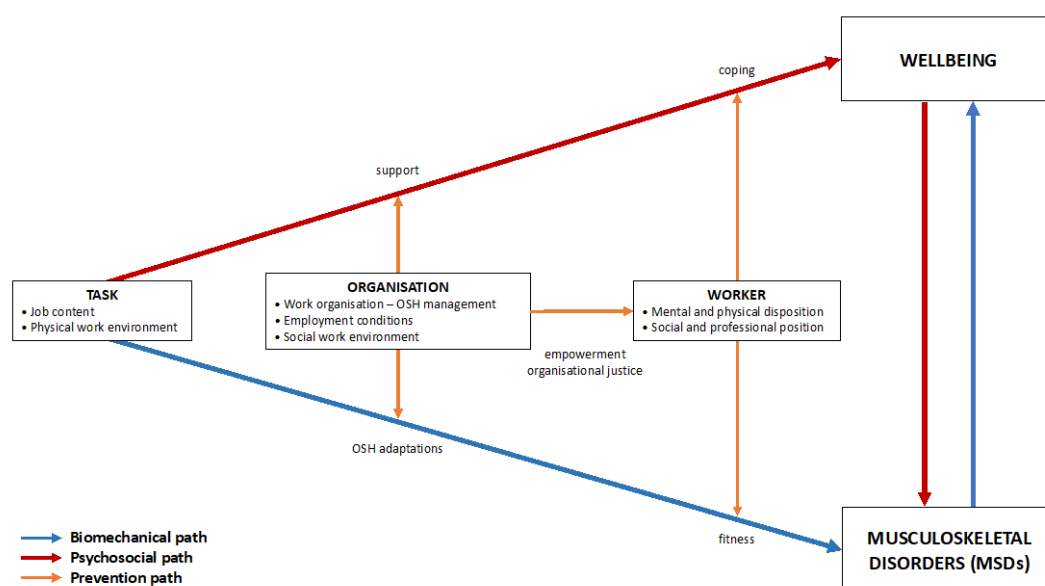 WELLBEING
coping
support
TASK
• Job content
• Physical work environment
ORGANISATION
• Work organisation – OSH management
• Employment conditions
• Social work environment
WORKER
• Mental and physical disposition
• Social and professional position
empowerment
organisational justice
OSH adaptations
fitness
MUSCULOSKELETAL
DISORDERS (MSDs)
Biomechanical path
Psychosocial path
Prevention path